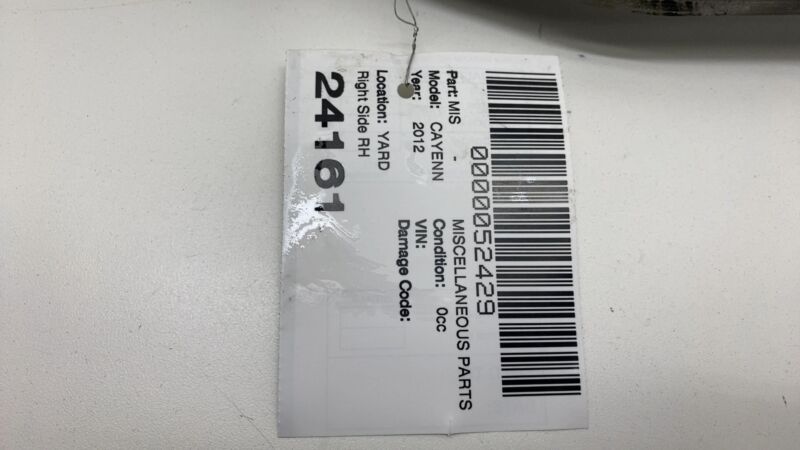 0000052429
Part: MIS - MISCELLANEOUS PARTS
Model: CAYENN Condition: 0cc
Year: 2012 VIN:
Damage Code:
Location: YARD
Right Side RH
24161